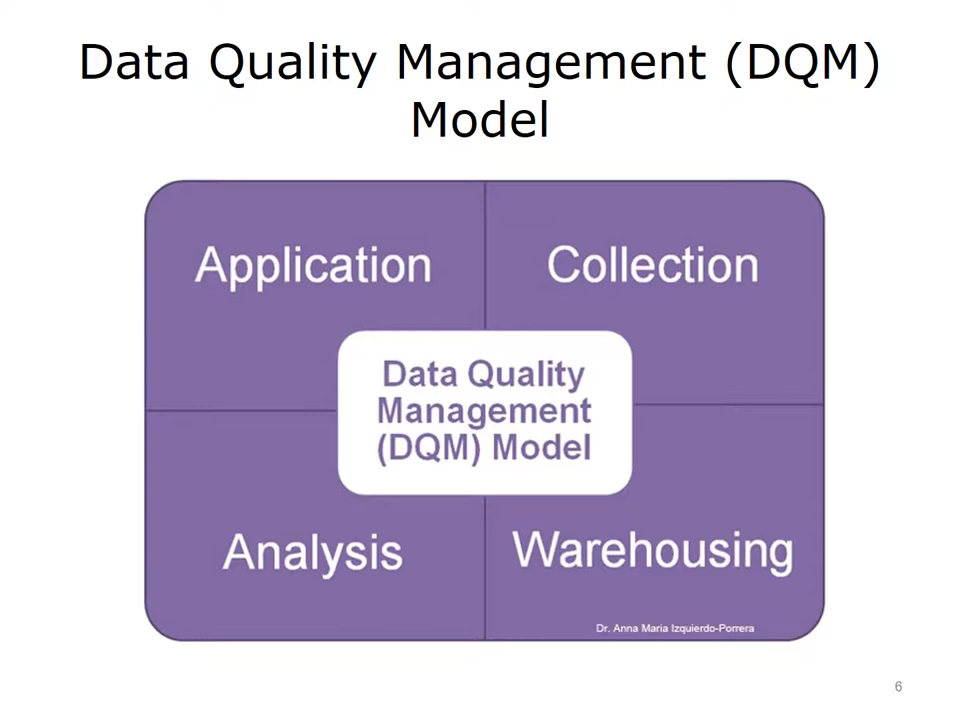 Data Quality Management (DQM)
Model
Application
Collection
Data Quality
Management
(DQM) Model
Analysis
Warehousing
Dr. Anna Maria Izquierdo-Porrera
6